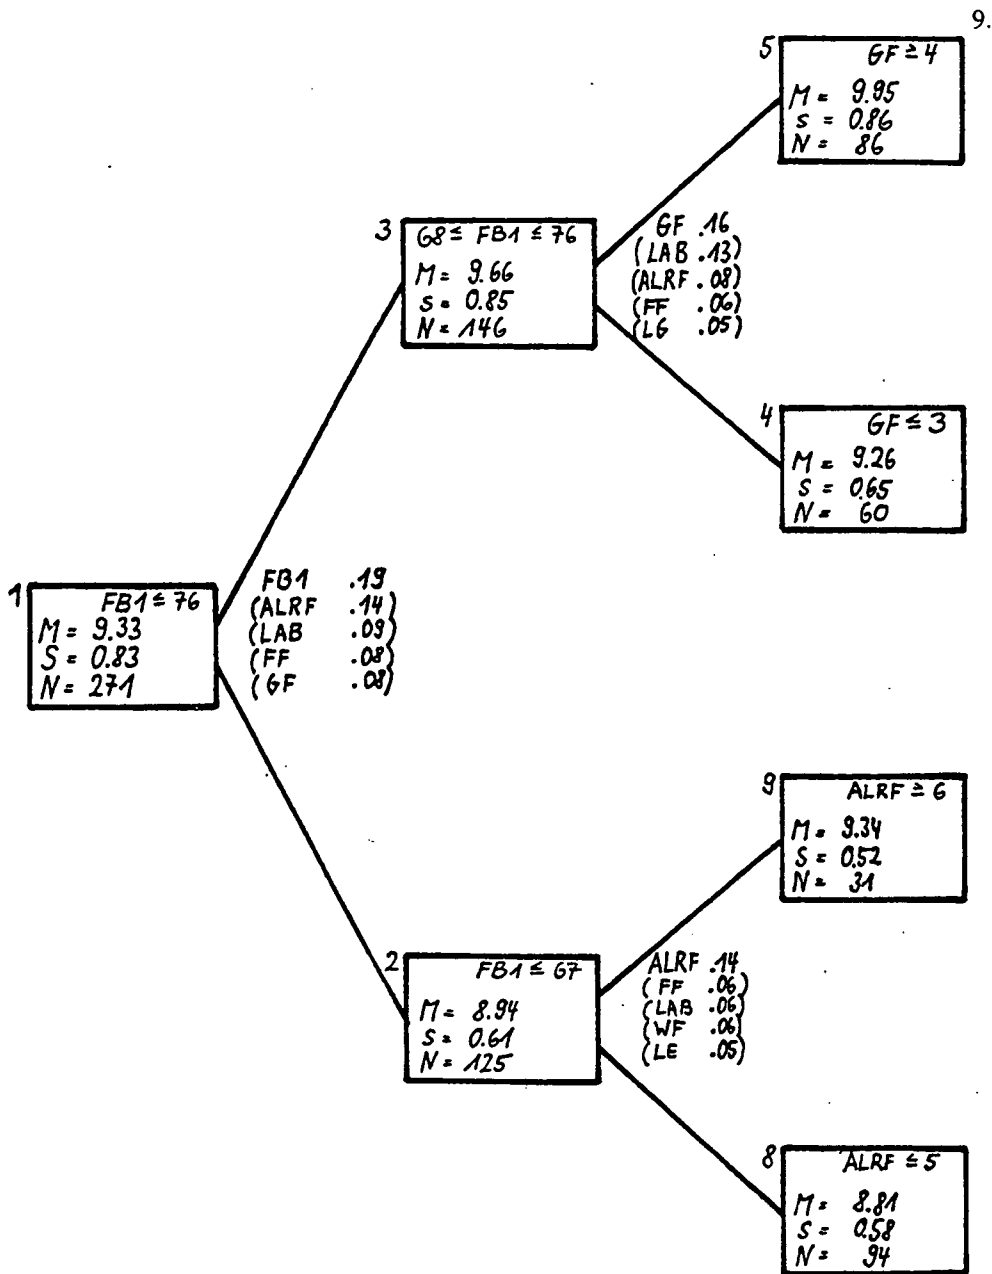 9.
5
GF ≥ 4
M = 9.95
s = 0.86
N = 86
3
68 ≤ FB1 ≤ 76
M = 9.66
s = 0.85
N = 146
GF .16
(LAB .13)
(ALRF .08)
(FF .06)
(LG .05)
4
GF ≤ 3
M = 9.26
S = 0.65
N = 60
1
FB1 ≤ 76
M = 9.33
S = 0.83
N = 271
FB1 .19
(ALRF .14)
(LAB .09)
(FF .08)
(GF .08)
9
ALRF ≥ 6
M = 9.34
S = 0.52
N = 31
2
FB1 ≤ 67
M = 8.94
S = 0.61
N = 125
ALRF .14
(FF .06)
(LAB .06)
(WF .06)
(LE .05)
8
ALRF ≤ 5
M = 8.81
S = 0.58
N = 94